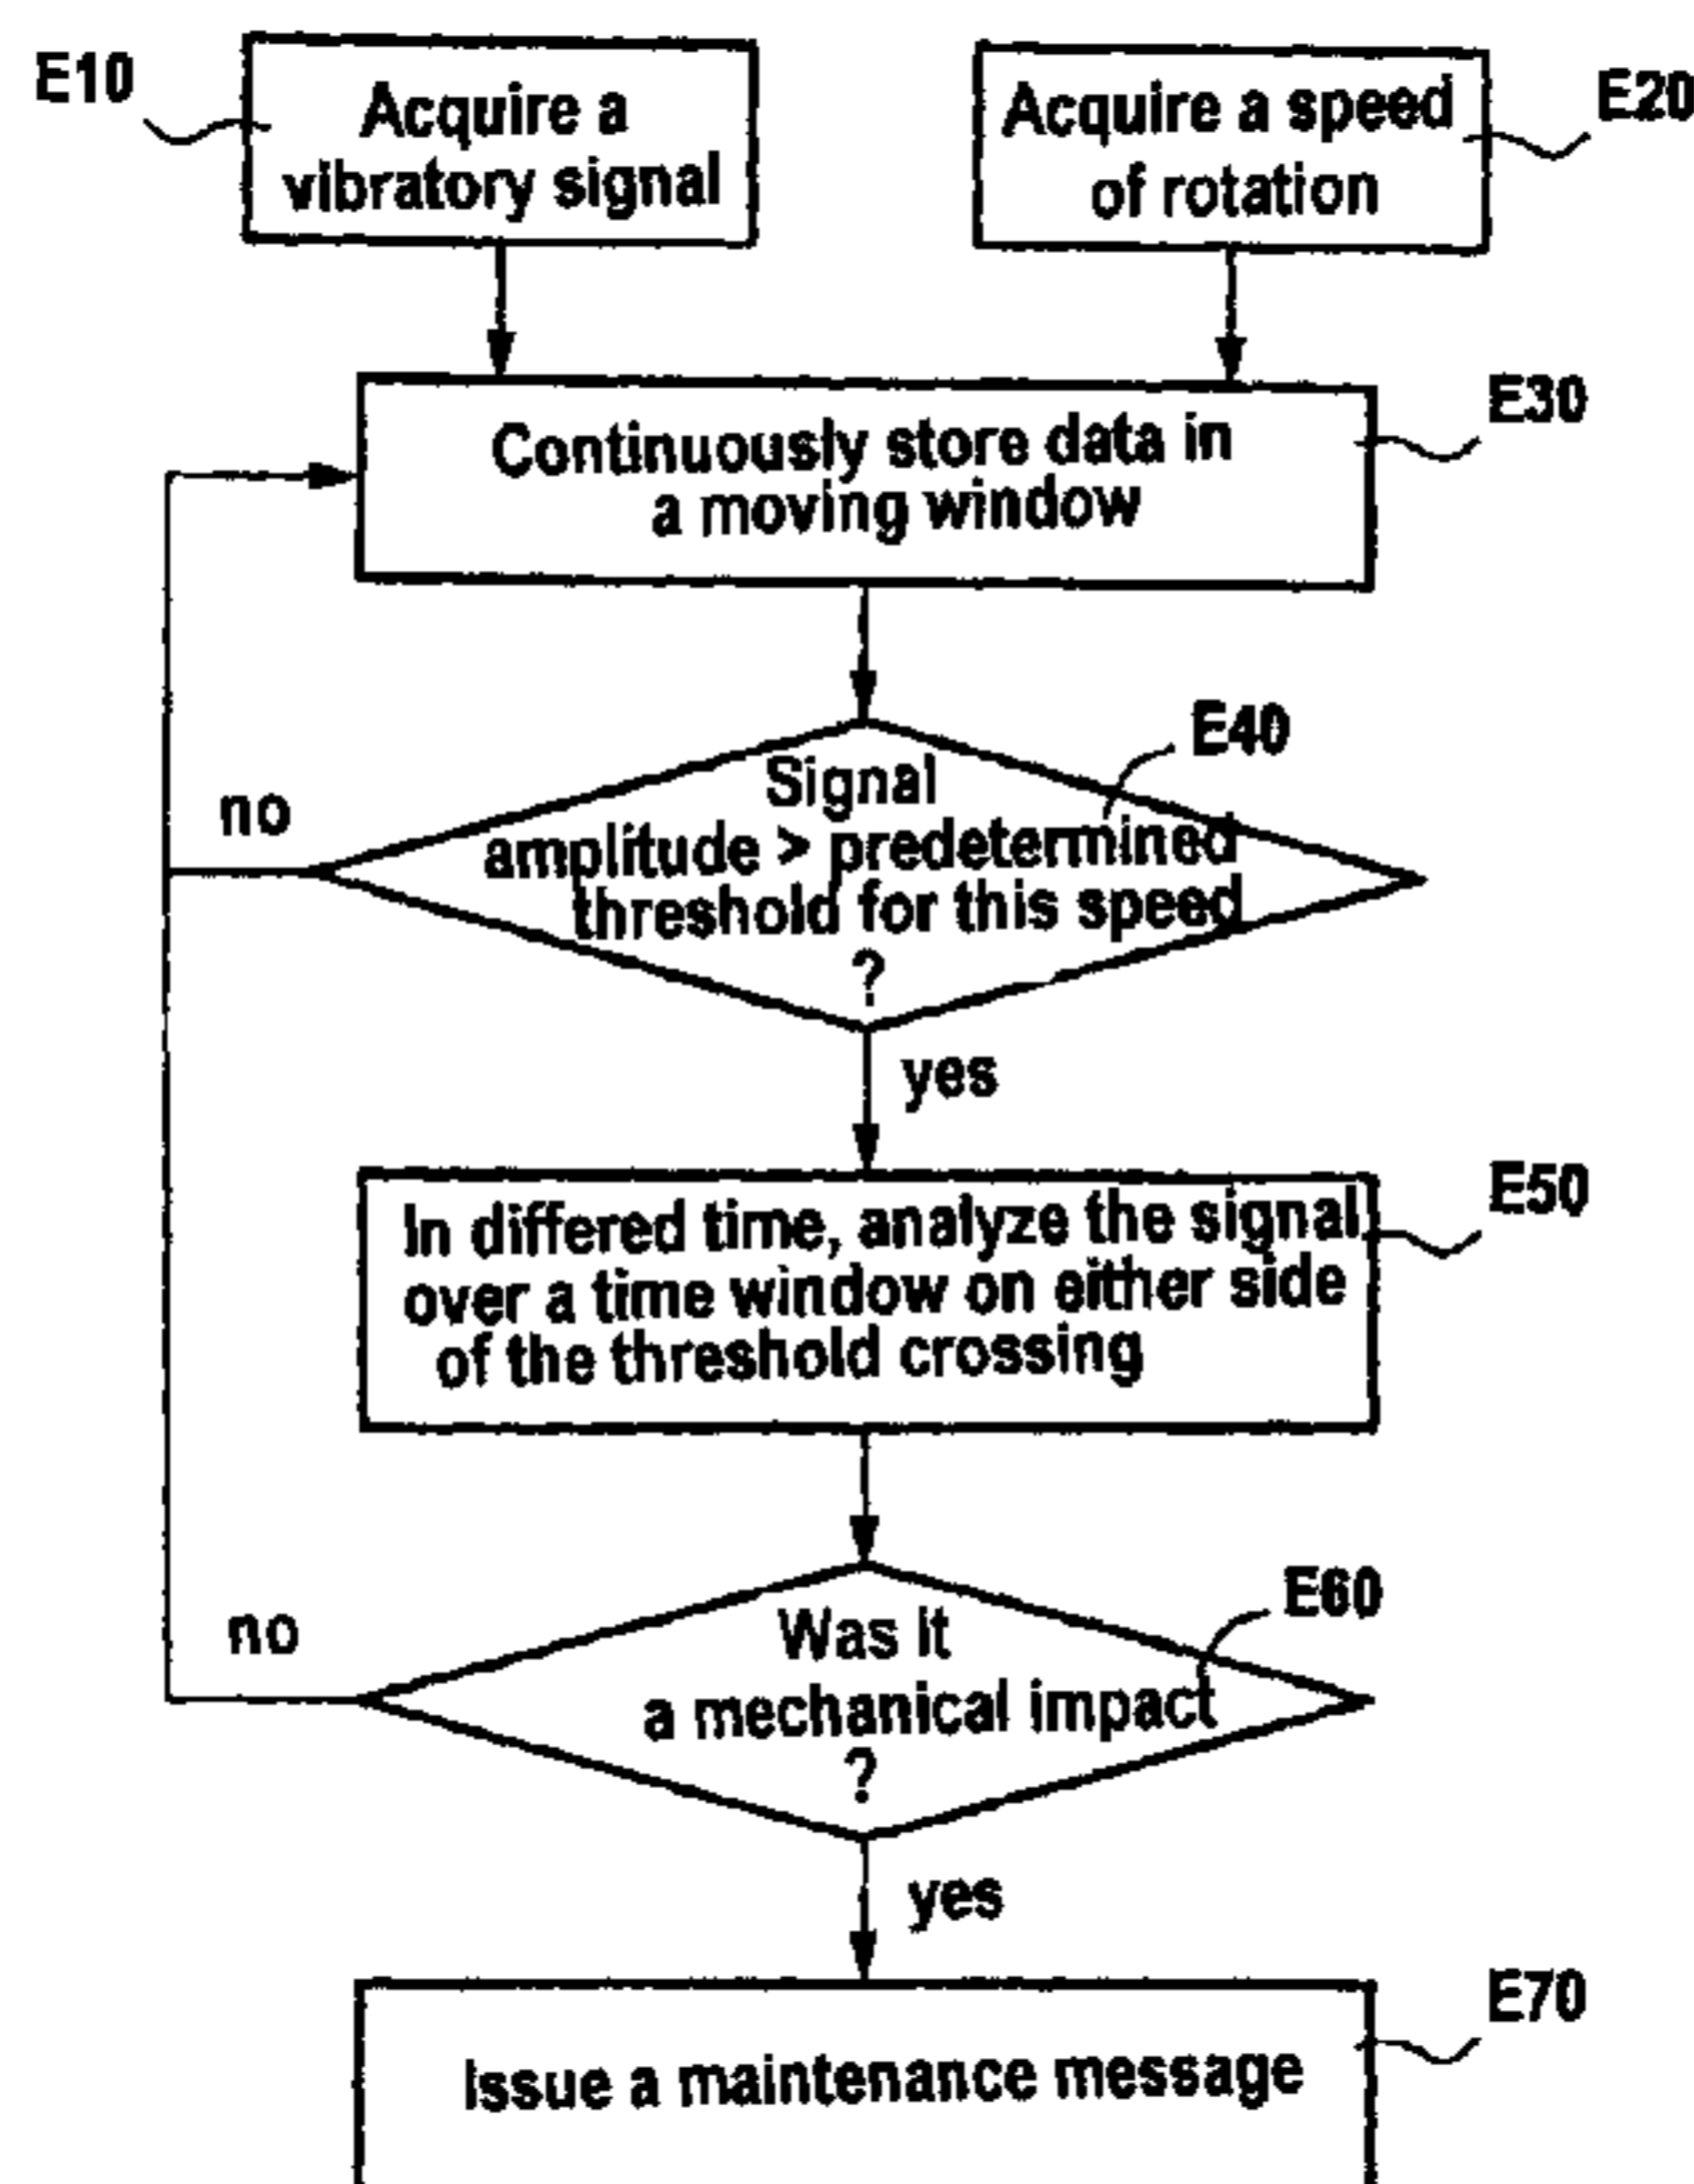 E10
Acquire a
vibratory signal
Acquire a speed
of rotation
E20
Continuously store data in
a moving window
E30
Signal
amplitude > predetermined
threshold for this speed
?
E40
no
yes
In differed time, analyze the signal
over a time window on either side
of the threshold crossing
E50
Was it
a mechanical impact
?
E60
no
yes
Issue a maintenance message
E70